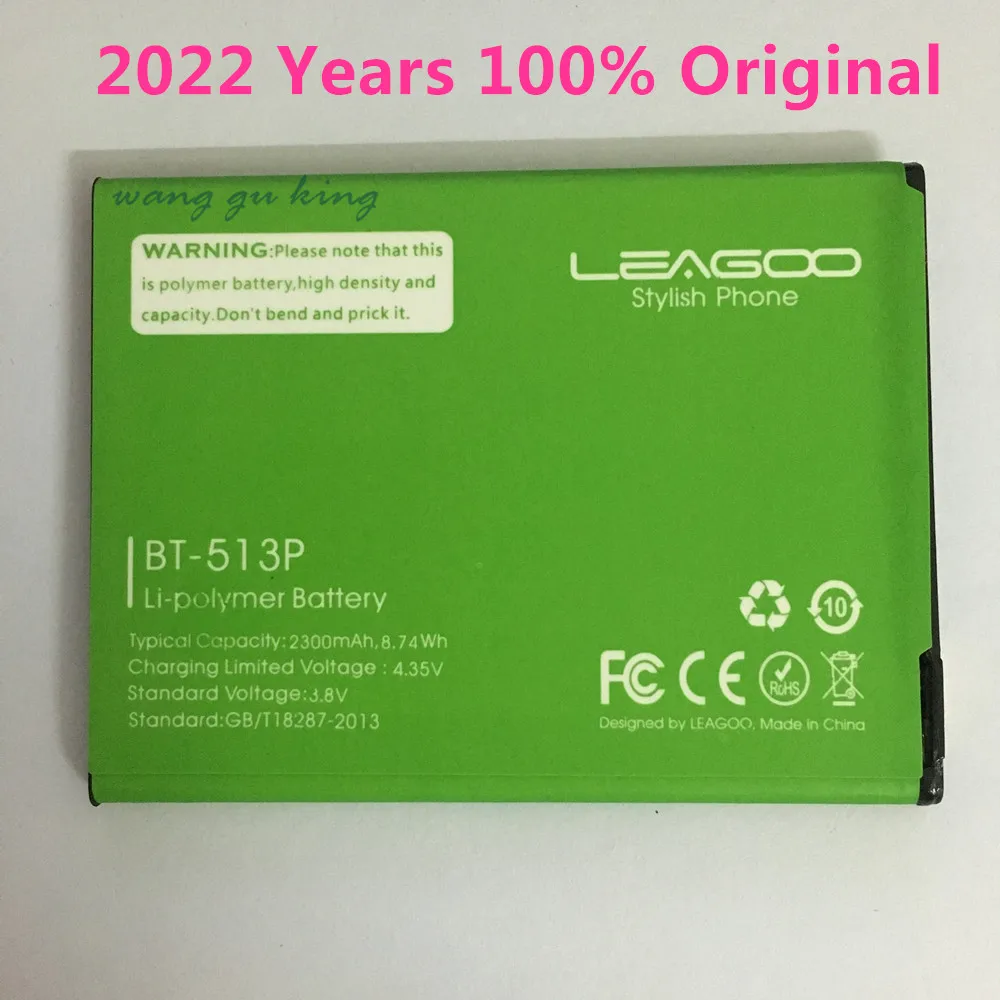 2022 Years 100% Original
wang gu king
WARNING:Please note that this
is polymer battery,high density and
capacity.Don't bend and prick it.
LEAGOO
Stylish Phone
BT-513P
Li-polymer Battery
Typical Capacity:2300mAh,8.74Wh
Charging Limited Voltage : 4.35V
Standard Voltage:3.8V
Standard:GB/T18287-2013
10
FC CE RoHS
Designed by LEAGOO, Made in China